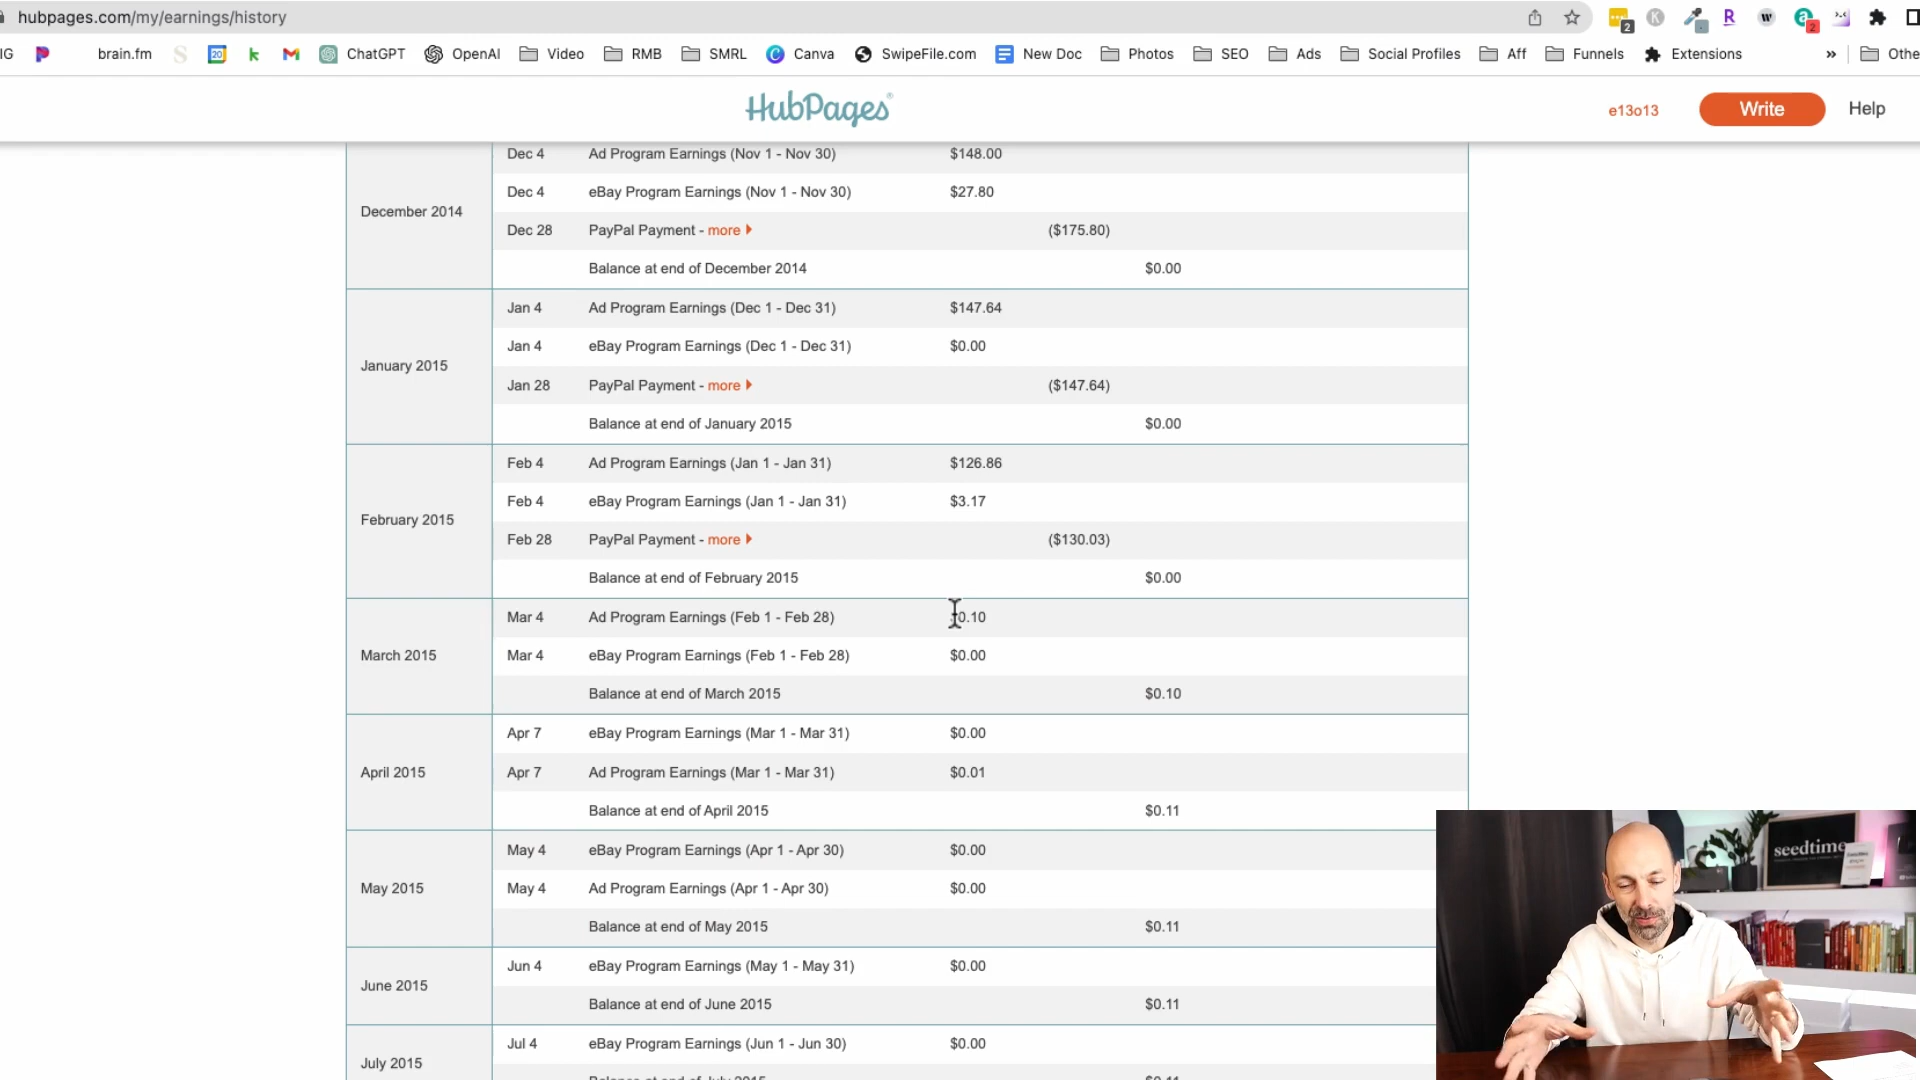 hubpages.com/my/earnings/history
IG brain.fm ChatGPT OpenAI Video RMB SMRL Canva SwipeFile.com New Doc Photos SEO Ads Social Profiles Aff Funnels Extensions » Othe
HubPages e13o13 Write Help
December 2014
Dec 4 Ad Program Earnings (Nov 1 - Nov 30) $148.00
Dec 4 eBay Program Earnings (Nov 1 - Nov 30) $27.80
Dec 28 PayPal Payment - more ($175.80)
Balance at end of December 2014 $0.00
January 2015
Jan 4 Ad Program Earnings (Dec 1 - Dec 31) $147.64
Jan 4 eBay Program Earnings (Dec 1 - Dec 31) $0.00
Jan 28 PayPal Payment - more ($147.64)
Balance at end of January 2015 $0.00
February 2015
Feb 4 Ad Program Earnings (Jan 1 - Jan 31) $126.86
Feb 4 eBay Program Earnings (Jan 1 - Jan 31) $3.17
Feb 28 PayPal Payment - more ($130.03)
Balance at end of February 2015 $0.00
March 2015
Mar 4 Ad Program Earnings (Feb 1 - Feb 28) 0.10
Mar 4 eBay Program Earnings (Feb 1 - Feb 28) $0.00
Balance at end of March 2015 $0.10
April 2015
Apr 7 eBay Program Earnings (Mar 1 - Mar 31) $0.00
Apr 7 Ad Program Earnings (Mar 1 - Mar 31) $0.01
Balance at end of April 2015 $0.11
May 2015
May 4 eBay Program Earnings (Apr 1 - Apr 30) $0.00
May 4 Ad Program Earnings (Apr 1 - Apr 30) $0.00
Balance at end of May 2015 $0.11
June 2015
Jun 4 eBay Program Earnings (May 1 - May 31) $0.00
Balance at end of June 2015 $0.11
July 2015
Jul 4 eBay Program Earnings (Jun 1 - Jun 30) $0.00
seedtime